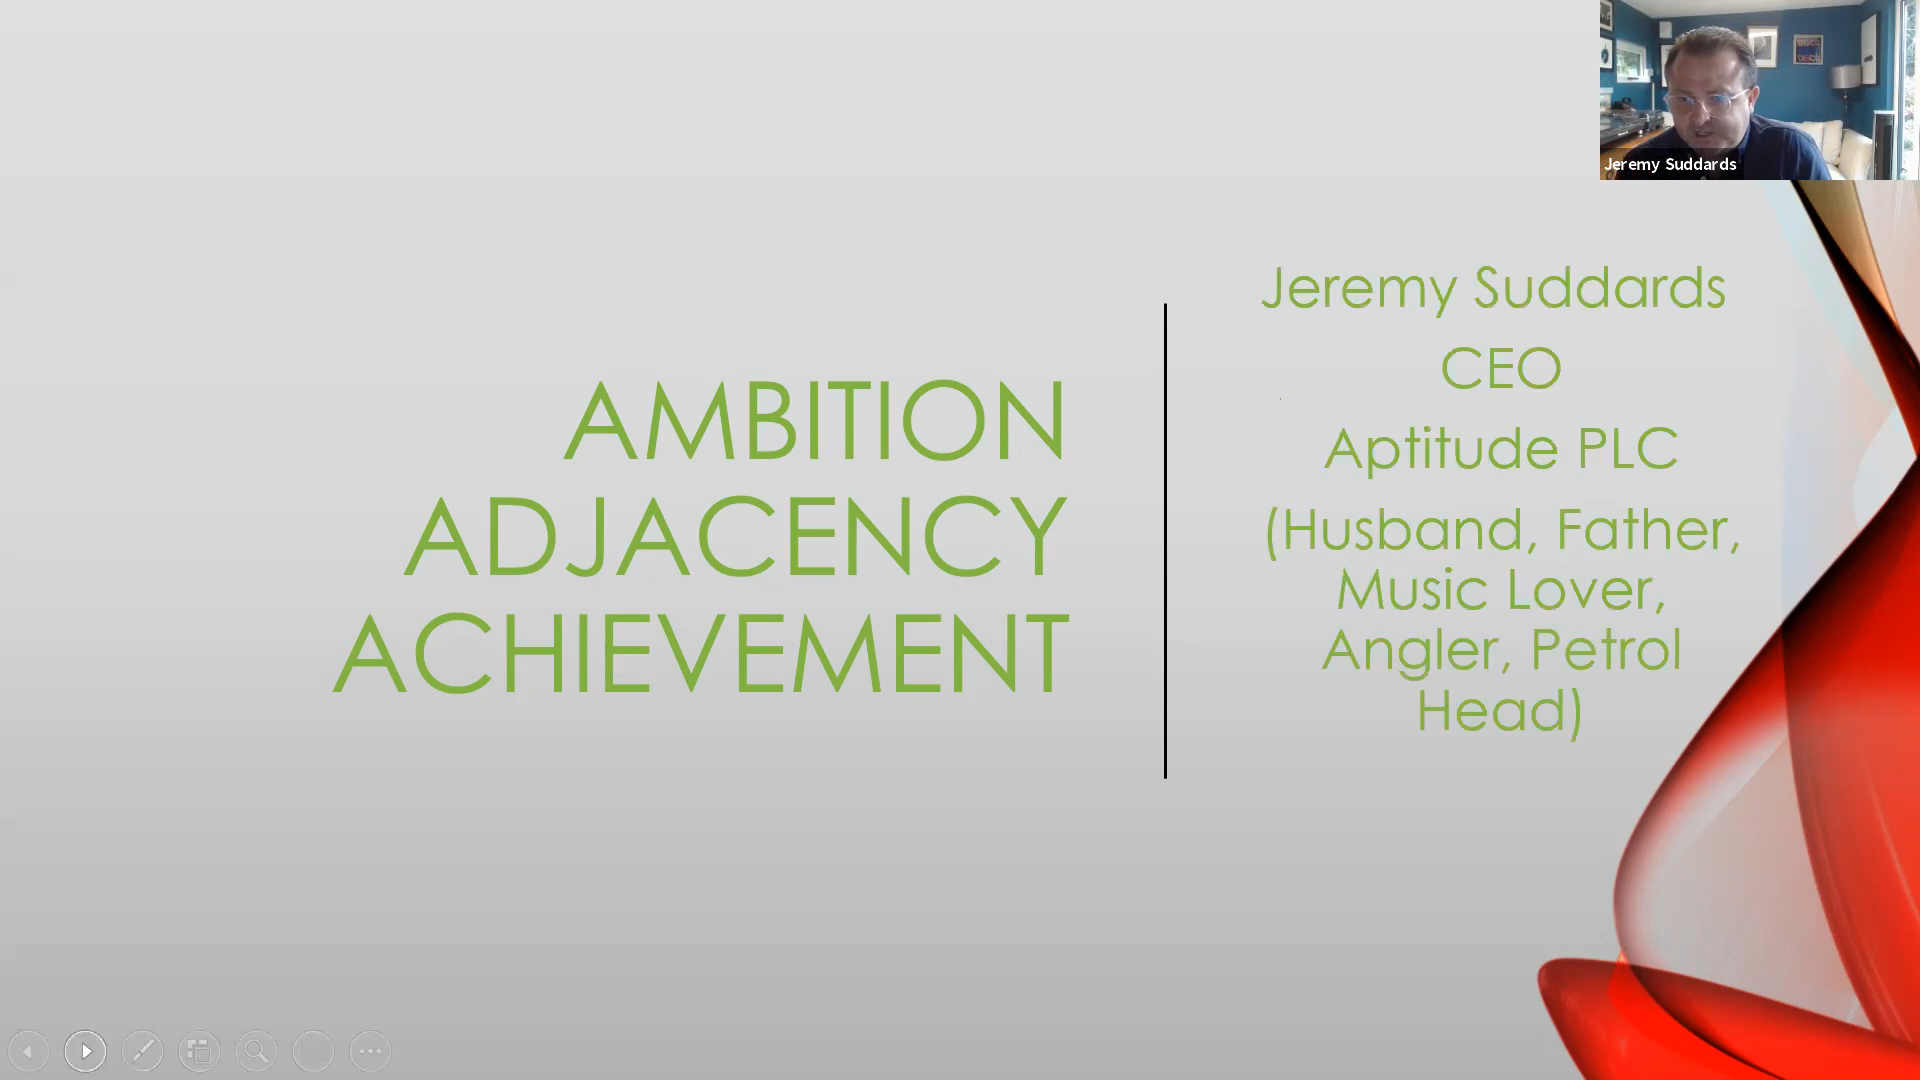 Jeremy Suddards
AMBITION
ADJACENCY
ACHIEVEMENT
Jeremy Suddards
CEO
Aptitude PLC
(Husband, Father,
Music Lover,
Angler, Petrol
Head)